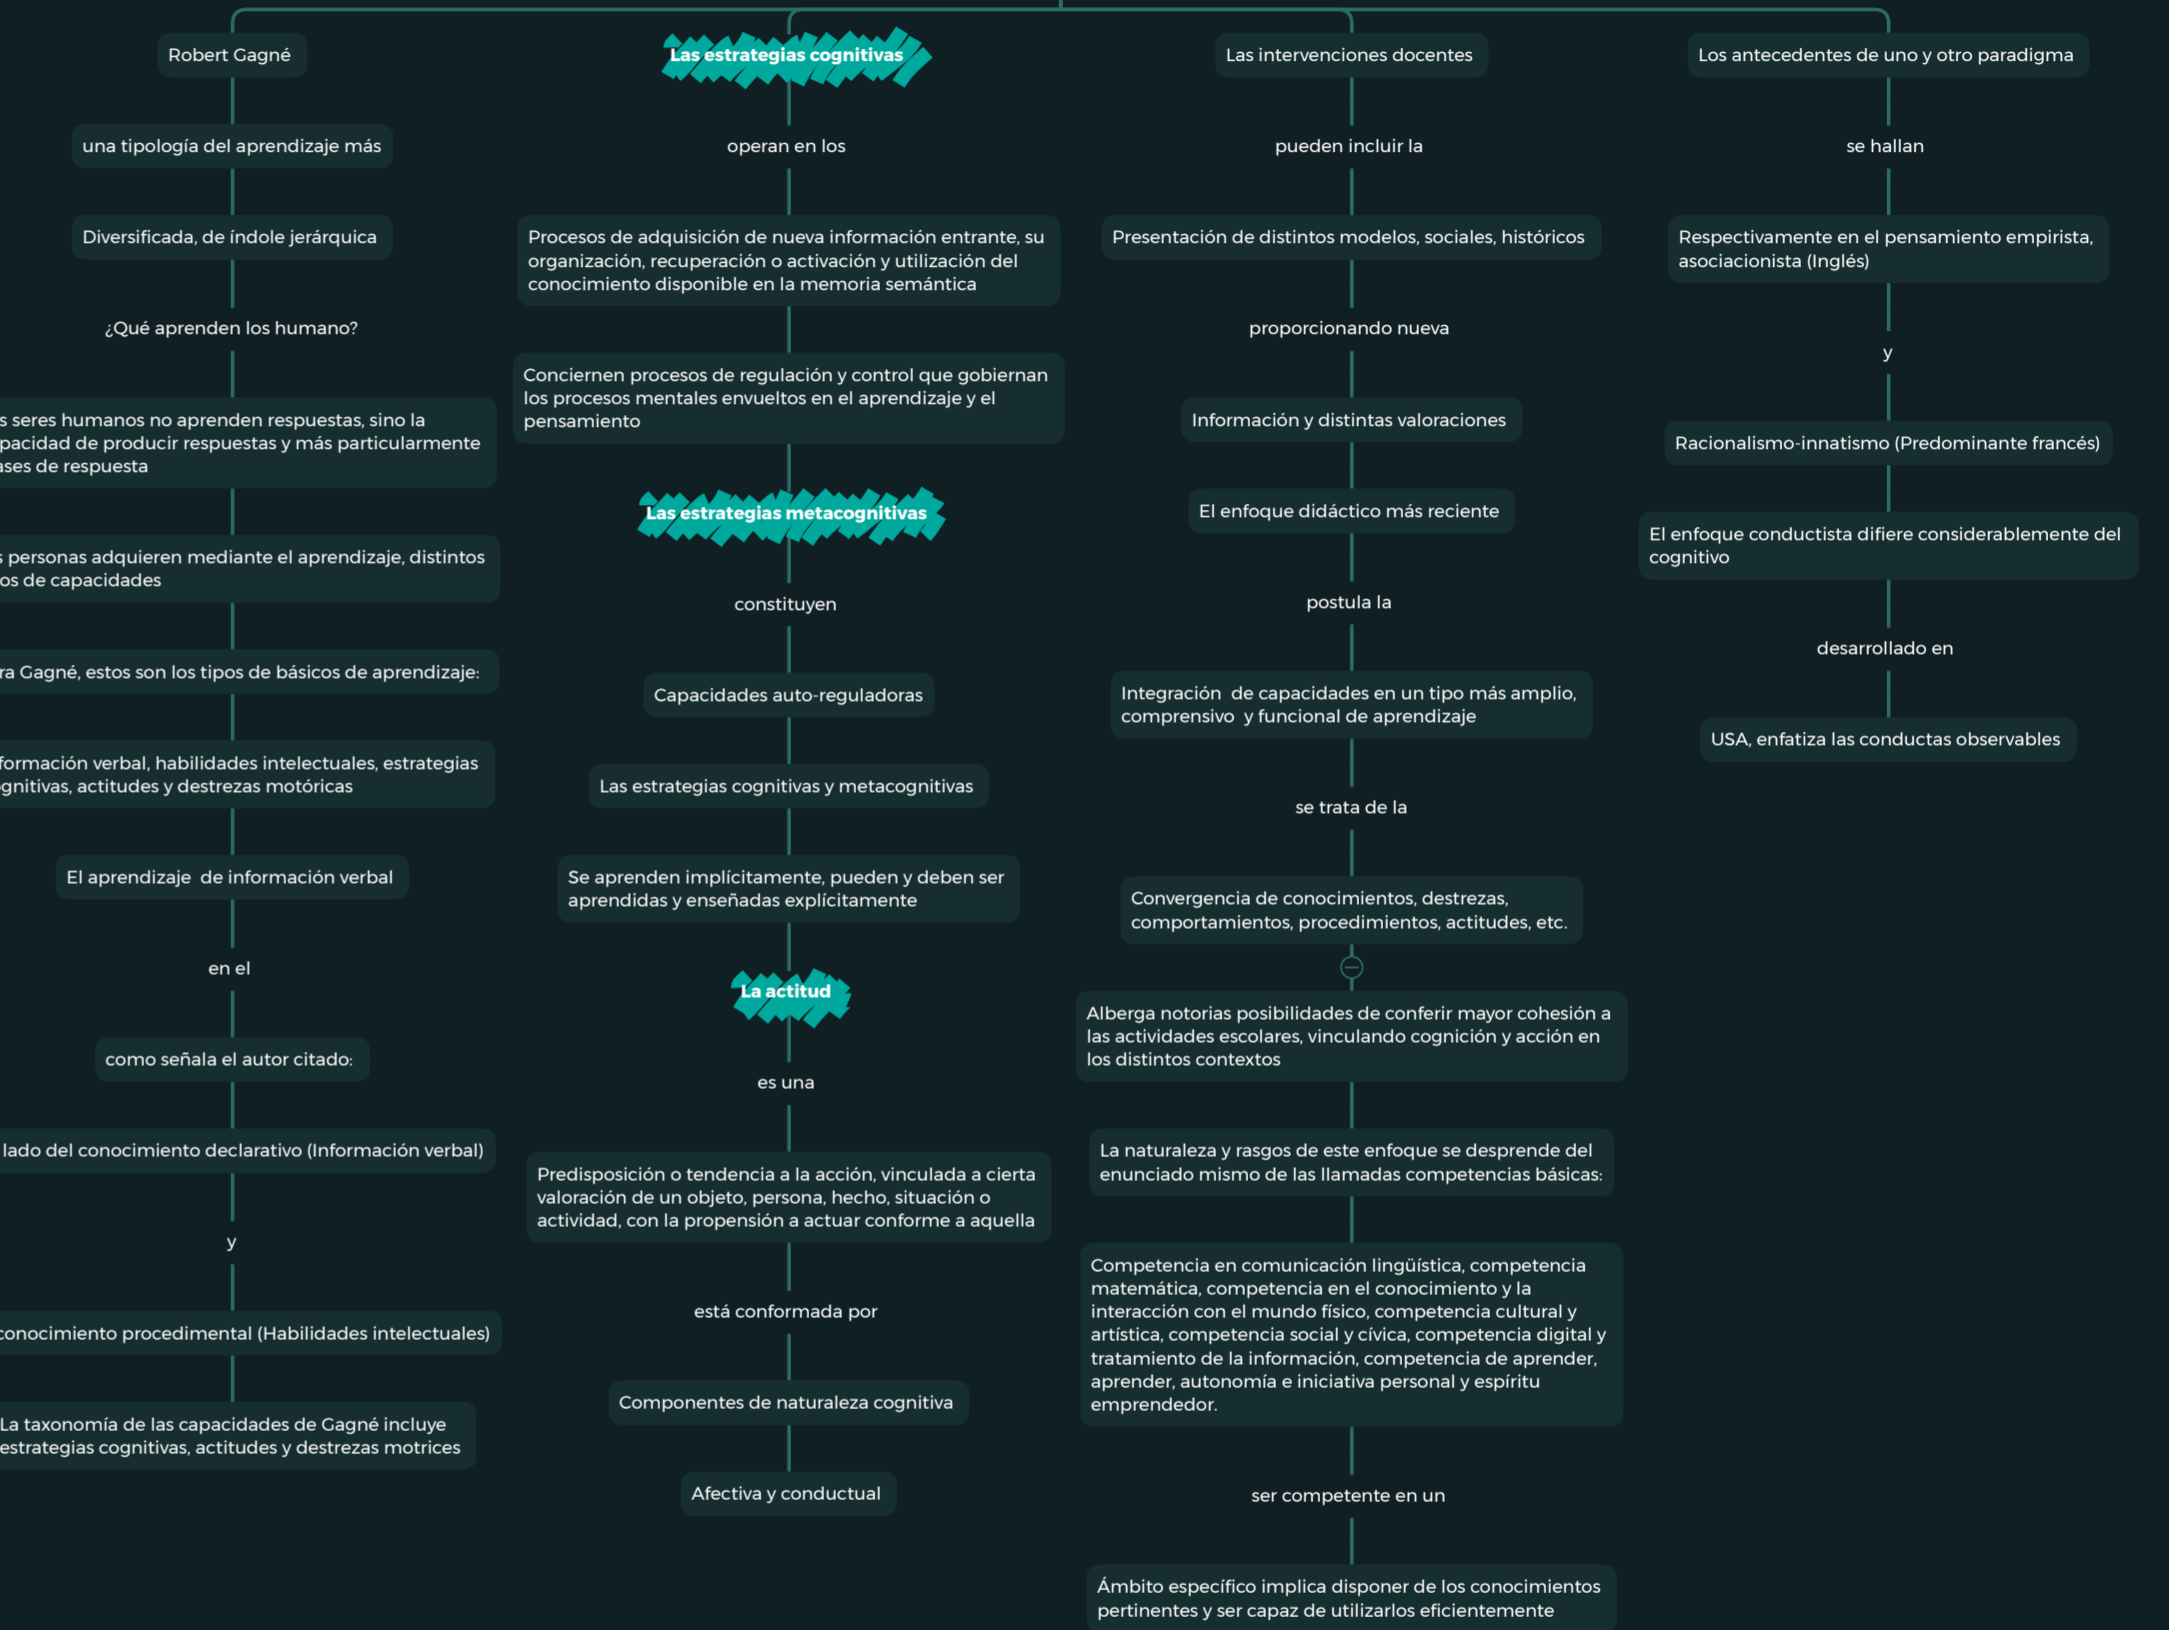 Robert Gagné
una tipología del aprendizaje más
Diversificada, de índole jerárquica
¿Qué aprenden los humano?
seres humanos no aprenden respuestas, sino la
de producir respuestas y más particularmente
de respuesta
personas adquieren mediante el aprendizaje, distintos
de capacidades
Gagné, estos son los tipos de básicos de aprendizaje:
verbal, habilidades intelectuales, estrategias
actitudes y destrezas motóricas
El aprendizaje de información verbal
en el
como señala el autor citado:
lado del conocimiento declarativo (Información verbal)
y
conocimiento procedimental (Habilidades intelectuales)
La taxonomía de las capacidades de Gagné incluye
estrategias cognitivas, actitudes y destrezas motrices
Las estrategias cognitivas
operan en los
Procesos de adquisición de nueva información entrante, su
organización, recuperación o activación y utilización del
conocimiento disponible en la memoria semántica
Conciernen procesos de regulación y control que gobiernan
los procesos mentales envueltos en el aprendizaje y el
pensamiento
Las estrategias metacognitivas
constituyen
Capacidades auto-reguladoras
Las estrategias cognitivas y metacognitivas
Se aprenden implícitamente, pueden y deben ser
aprendidas y enseñadas explícitamente
La actitud
es una
Predisposición o tendencia a la acción, vinculada a cierta
valoración de un objeto, persona, hecho, situación o
actividad, con la propensión a actuar conforme a aquella
está conformada por
Componentes de naturaleza cognitiva
Afectiva y conductual
Las intervenciones docentes
pueden incluir la
Presentación de distintos modelos, sociales, históricos
proporcionando nueva
Información y distintas valoraciones
El enfoque didáctico más reciente
postula la
Integración de capacidades en un tipo más amplio,
comprensivo y funcional de aprendizaje
se trata de la
Convergencia de conocimientos, destrezas,
comportamientos, procedimientos, actitudes, etc.
Alberga notorias posibilidades de conferir mayor cohesión a
las actividades escolares, vinculando cognición y acción en
los distintos contextos
La naturaleza y rasgos de este enfoque se desprende del
enunciado mismo de las llamadas competencias básicas:
Competencia en comunicación lingüística, competencia
matemática, competencia en el conocimiento y la
interacción con el mundo físico, competencia cultural y
artística, competencia social y cívica, competencia digital y
tratamiento de la información, competencia de aprender,
aprender, autonomía e iniciativa personal y espíritu
emprendedor.
ser competente en un
Ámbito específico implica disponer de los conocimientos
pertinentes y ser capaz de utilizarlos eficientemente
Los antecedentes de uno y otro paradigma
se hallan
Respectivamente en el pensamiento empirista,
asociacionista (Inglés)
y
Racionalismo-innatismo (Predominante francés)
El enfoque conductista difiere considerablemente del
cognitivo
desarrollado en
USA, enfatiza las conductas observables